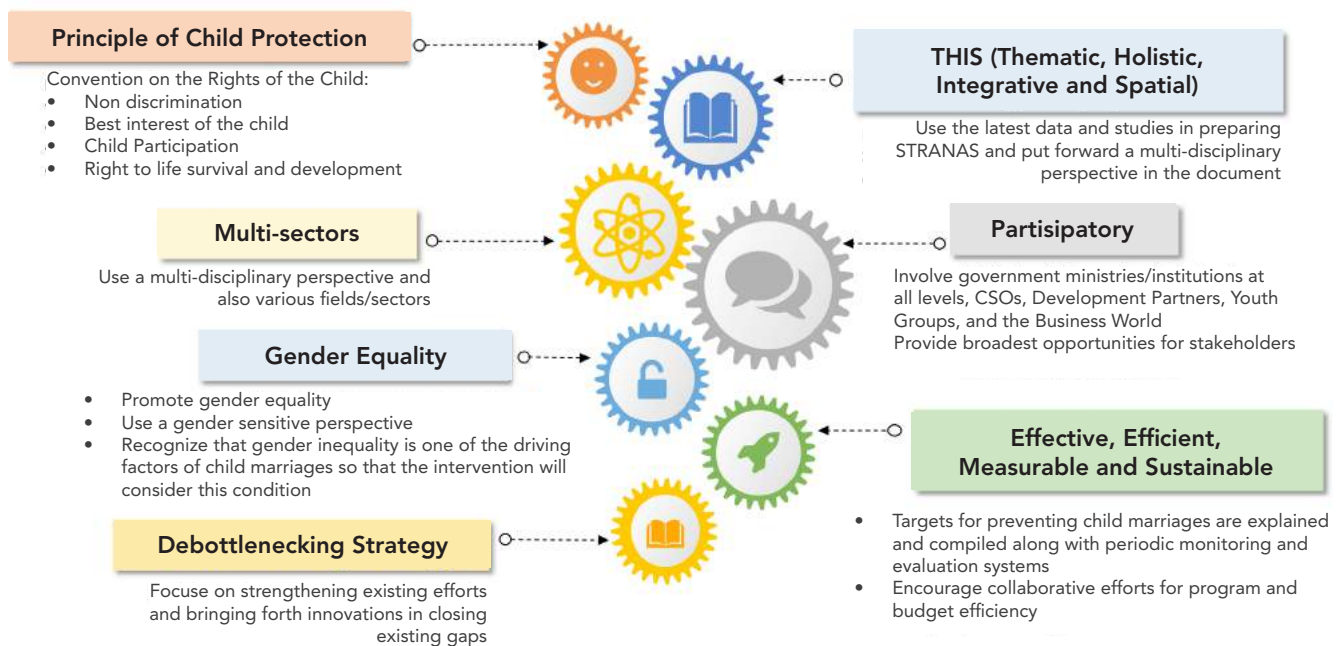 Principle of Child Protection
Convention on the Rights of the Child:
• Non discrimination
• Best interest of the child
• Child Participation
• Right to life survival and development
THIS (Thematic, Holistic,
Integrative and Spatial)
Use the latest data and studies in preparing
STRANAS and put forward a multi-disciplinary
perspective in the document
Multi-sectors
Use a multi-disciplinary perspective and
also various fields/sectors
Partisipatory
Involve government ministries/institutions at
all levels, CSOs, Development Partners, Youth
Groups, and the Business World
Provide broadest opportunities for stakeholders
Gender Equality
• Promote gender equality
• Use a gender sensitive perspective
• Recognize that gender inequality is one of the driving
factors of child marriages so that the intervention will
consider this condition
Effective, Efficient,
Measurable and Sustainable
• Targets for preventing child marriages are explained
and compiled along with periodic monitoring and
evaluation systems
• Encourage collaborative efforts for program and
budget efficiency
Debottlenecking Strategy
Focuse on strengthening existing efforts
and bringing forth innovations in closing
existing gaps